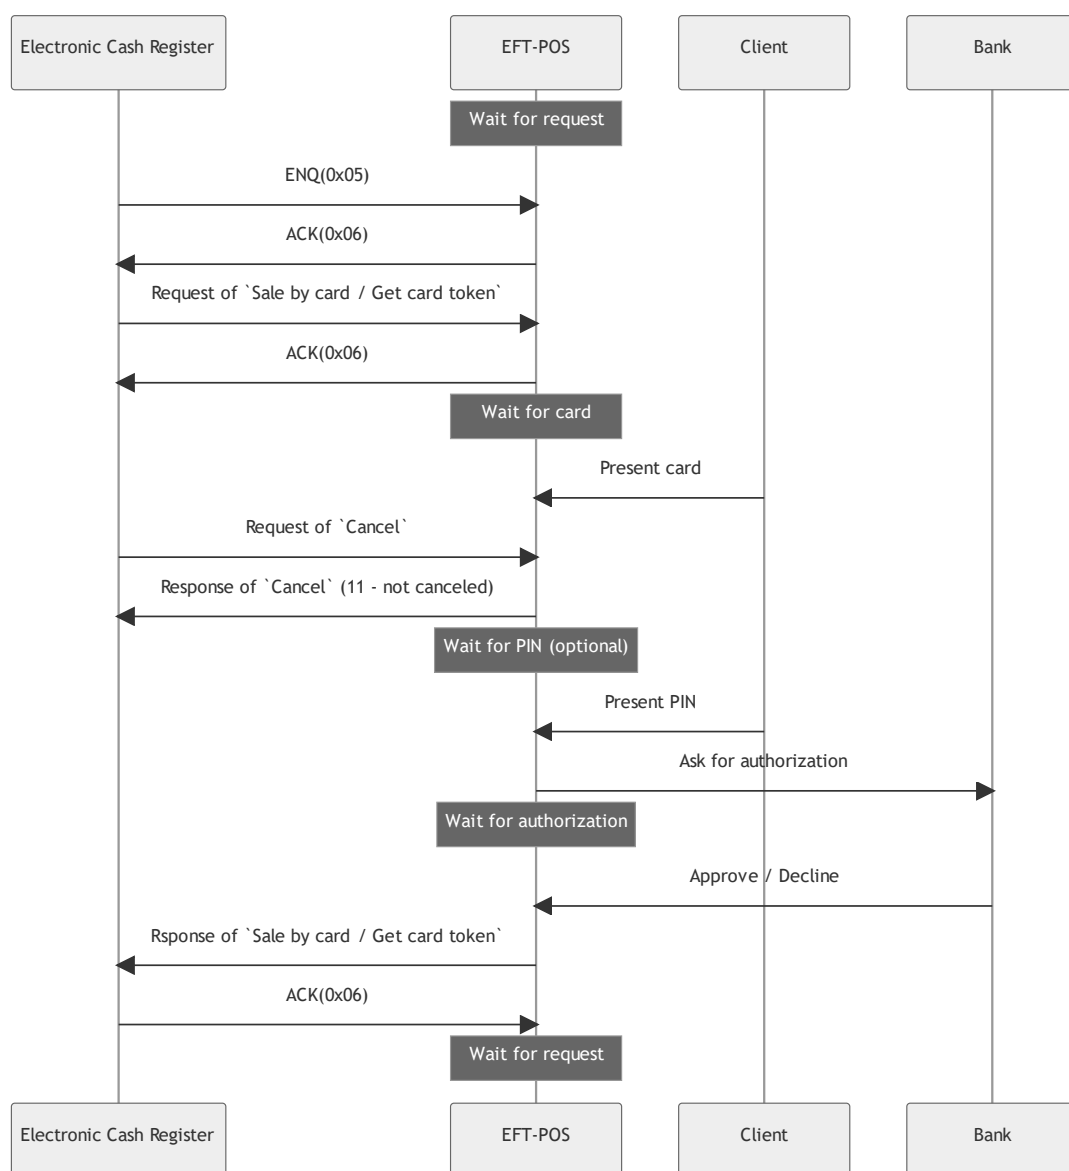 Electronic Cash Register
EFT-POS
Client
Bank
Wait for request
ENQ(0x05)
ACK(0x06)
Request of `Sale by card / Get card token`
ACK(0x06)
Wait for card
Present card
Request of `Cancel`
Response of `Cancel` (11 - not canceled)
Wait for PIN (optional)
Present PIN
Ask for authorization
Wait for authorization
Approve / Decline
Rsponse of `Sale by card / Get card token`
ACK(0x06)
Wait for request
Electronic Cash Register
EFT-POS
Client
Bank